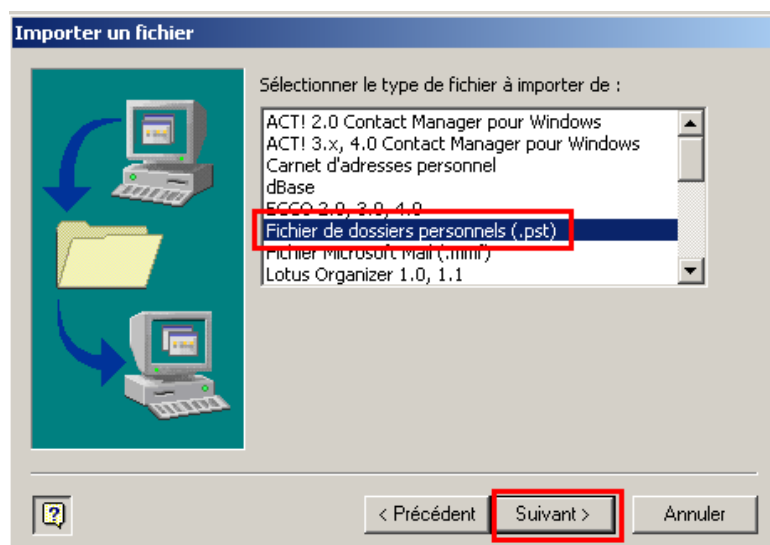 Importer un fichier
Sélectionner le type de fichier à importer de :
ACT! 2.0 Contact Manager pour Windows
ACT! 3.x, 4.0 Contact Manager pour Windows
Carnet d'adresses personnel
dBase
ECCO 2.0, 3.0, 4.0
Fichier de dossiers personnels (.pst)
Fichier Microsoft Mail (.mmf)
Lotus Organizer 1.0, 1.1
< Précédent Suivant > Annuler